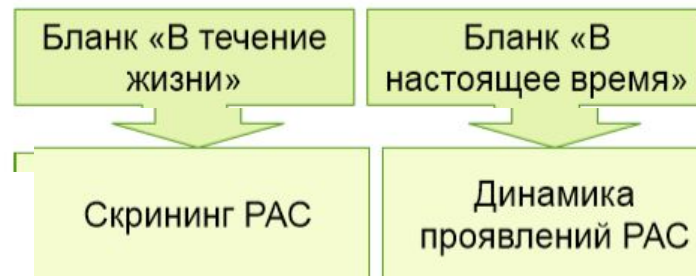 Бланк «В течение
жизни»
Бланк «В
настоящее время»
Скрининг РАС
Динамика
проявлений РАС